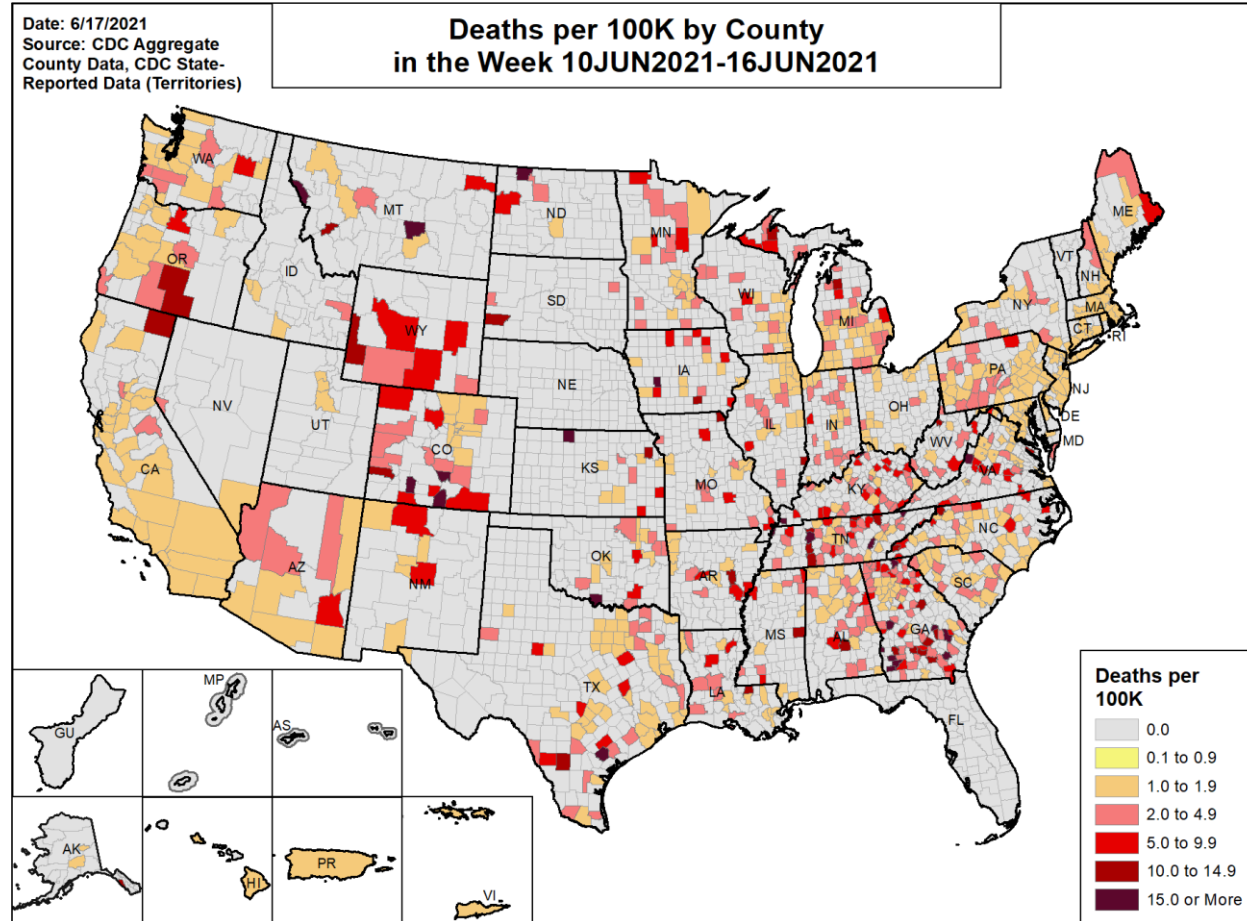 Date: 6/17/2021
Source: CDC Aggregate
County Data, CDC State-
Reported Data (Territories)
Deaths per 100K by County
in the Week 10JUN2021-16JUN2021
WA
MT
ND
MN
ME
OR
ID
SD
WI
MI
VT
NH
NY
MA
CT
RI
WY
IA
PA
NJ
NE
NV
UT
CO
IL
IN
OH
DE
MD
WV
CA
KS
MO
KY
VA
AZ
NM
OK
AR
TN
NC
SC
MS
AL
GA
TX
LA
FL
GU
MP
AS
AK
HI
PR
VI
Deaths per
100K
0.0
0.1 to 0.9
1.0 to 1.9
2.0 to 4.9
5.0 to 9.9
10.0 to 14.9
15.0 or More